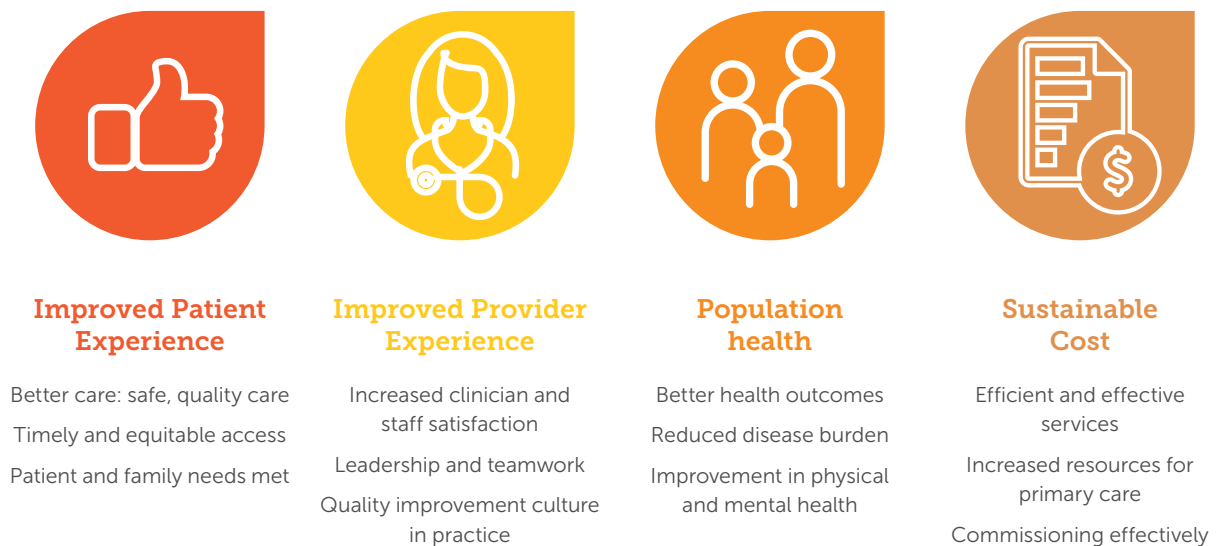 Improved Patient
Experience
Better care: safe, quality care
Timely and equitable access
Patient and family needs met
Improved Provider
Experience
Increased clinician and
staff satisfaction
Leadership and teamwork
Quality improvement culture
in practice
Population
health
Better health outcomes
Reduced disease burden
Improvement in physical
and mental health
$
Sustainable
Cost
Efficient and effective
services
Increased resources for
primary care
Commissioning effectively